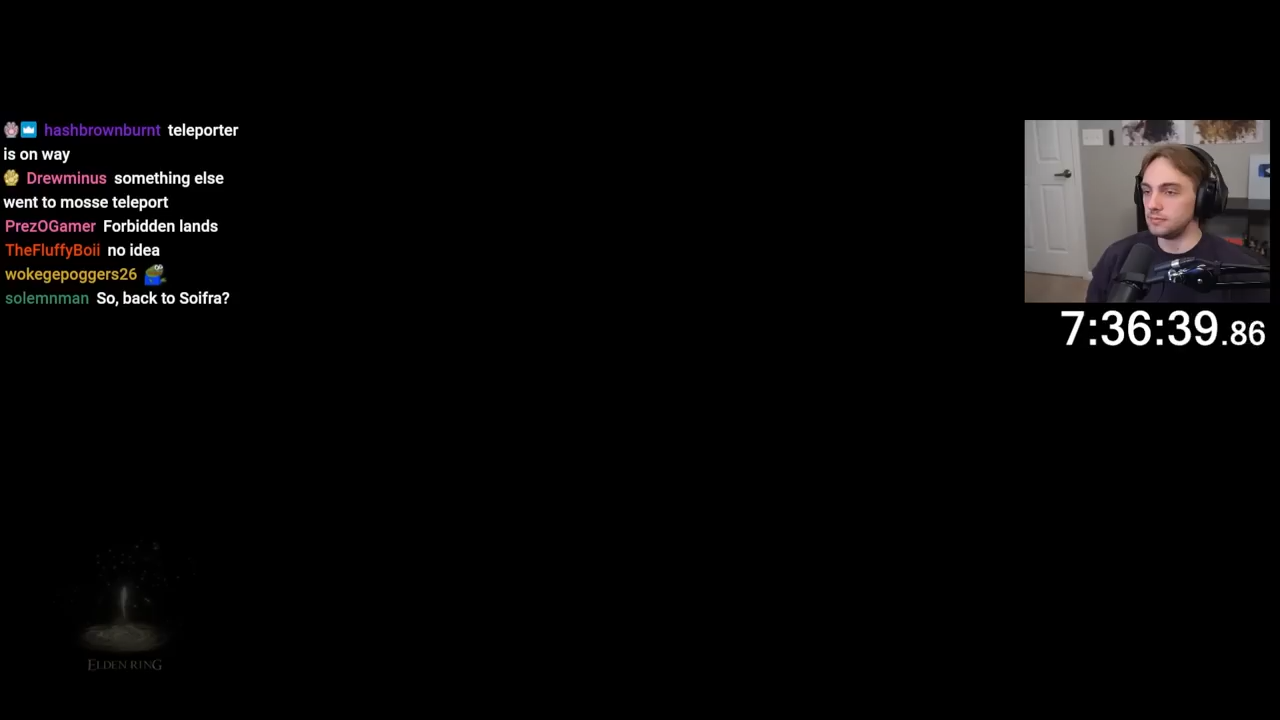 hashbrownburnt teleporter
is on way
Drewminus something else
went to mosse teleport
PrezOGamer Forbidden lands
TheFluffyBoii no idea
wokegepoggers26
solemnman So, back to Soifra?
7:36:39.86
ELDEN RING